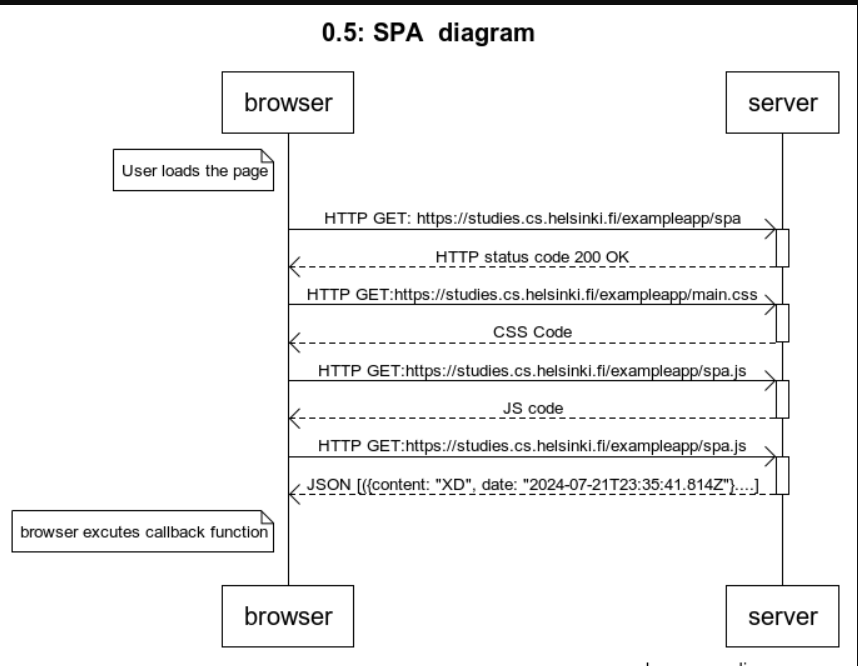 0.5: SPA diagram
browser
server
User loads the page
HTTP GET: https://studies.cs.helsinki.fi/exampleapp/spa
HTTP status code 200 OK
HTTP GET:https://studies.cs.helsinki.fi/exampleapp/main.css
CSS Code
HTTP GET:https://studies.cs.helsinki.fi/exampleapp/spa.js
JS code
HTTP GET:https://studies.cs.helsinki.fi/exampleapp/spa.js
JSON [({content: "XD", date: "2024-07-21T23:35:41.814Z"}....]
browser excutes callback function
browser
server